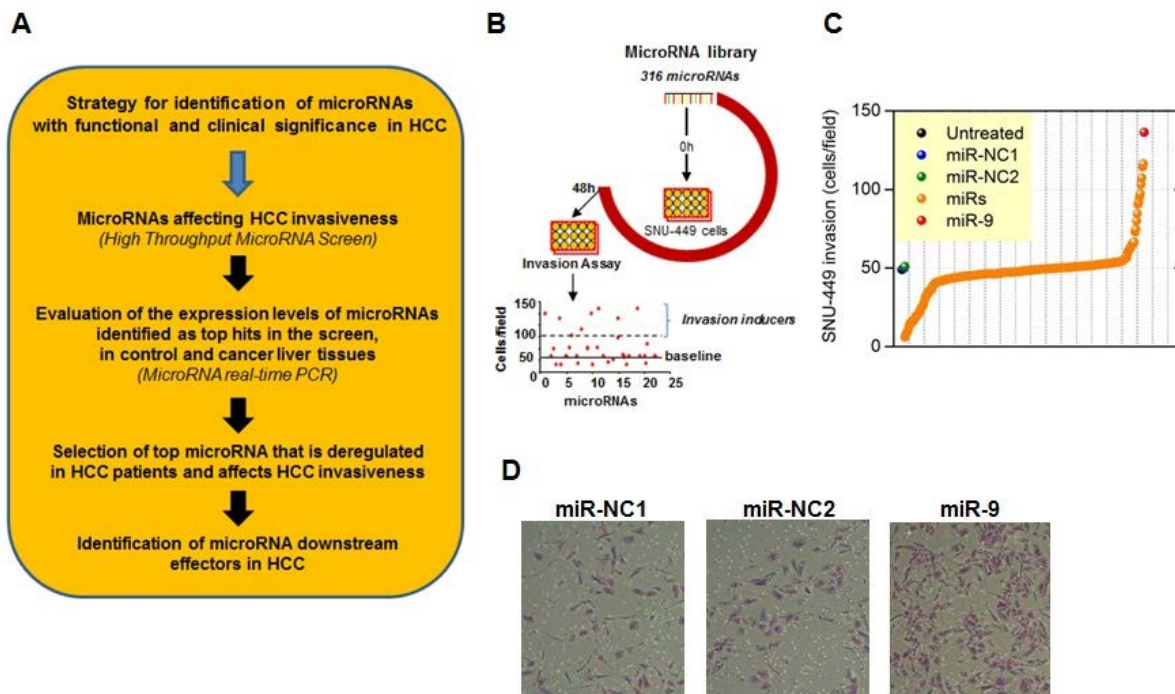 A
Strategy for identification of microRNAs
with functional and clinical significance in HCC
MicroRNAs affecting HCC invasiveness
(High Throughput MicroRNA Screen)
Evaluation of the expression levels of microRNAs
identified as top hits in the screen,
in control and cancer liver tissues
(MicroRNA real-time PCR)
Selection of top microRNA that is deregulated
in HCC patients and affects HCC invasiveness
Identification of microRNA downstream
effectors in HCC
B
MicroRNA library
316 microRNAs
0h
48h
SNU-449 cells
Invasion Assay
Cells/field
150
100
50
0
Invasion inducers
baseline
0 5 10 15 20 25
microRNAs
C
SNU-449 invasion (cells/field)
150
100
50
0
Untreated
miR-NC1
miR-NC2
miRs
miR-9
D
miR-NC1
miR-NC2
miR-9